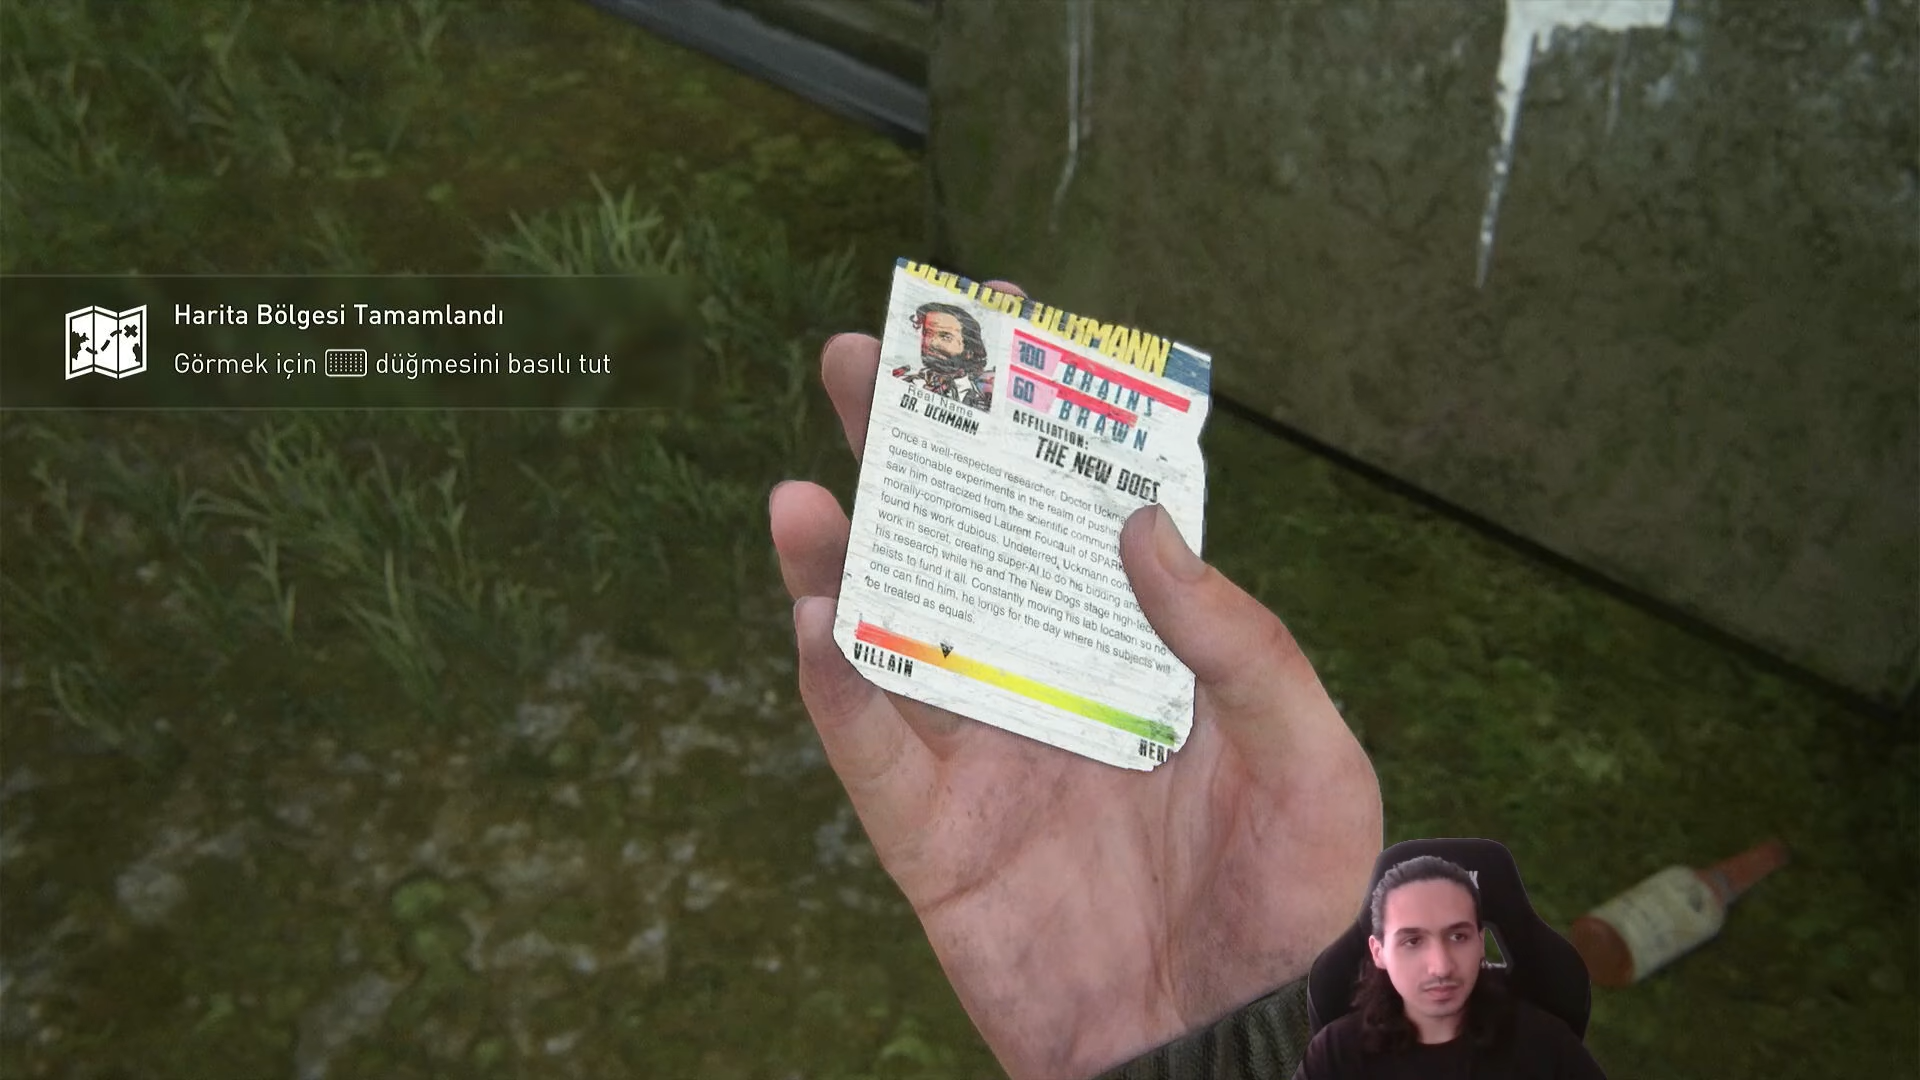 Harita Bölgesi Tamamlandı
Görmek için düğmesini basılı tut
DOCTOR UCKMANN
100 BRAINS
60 BRAWN
Real Name
DR. UCKMANN
AFFILIATION:
THE NEW DOGS
Once a well-respected researcher, Doctor Uckma
questionable experiments in the realm of pushin
saw him ostracized from the scientific community
morally-compromised Laurent Foucault of SPARK
found his work dubious. Undeterred, Uckmann con
work in secret, creating super-AI to do his bidding and
his research while he and The New Dogs stage high-tech
heists to fund it all. Constantly moving his lab location so no
one can find him, he longs for the day where his subjects will
be treated as equals.
VILLAIN
HERO